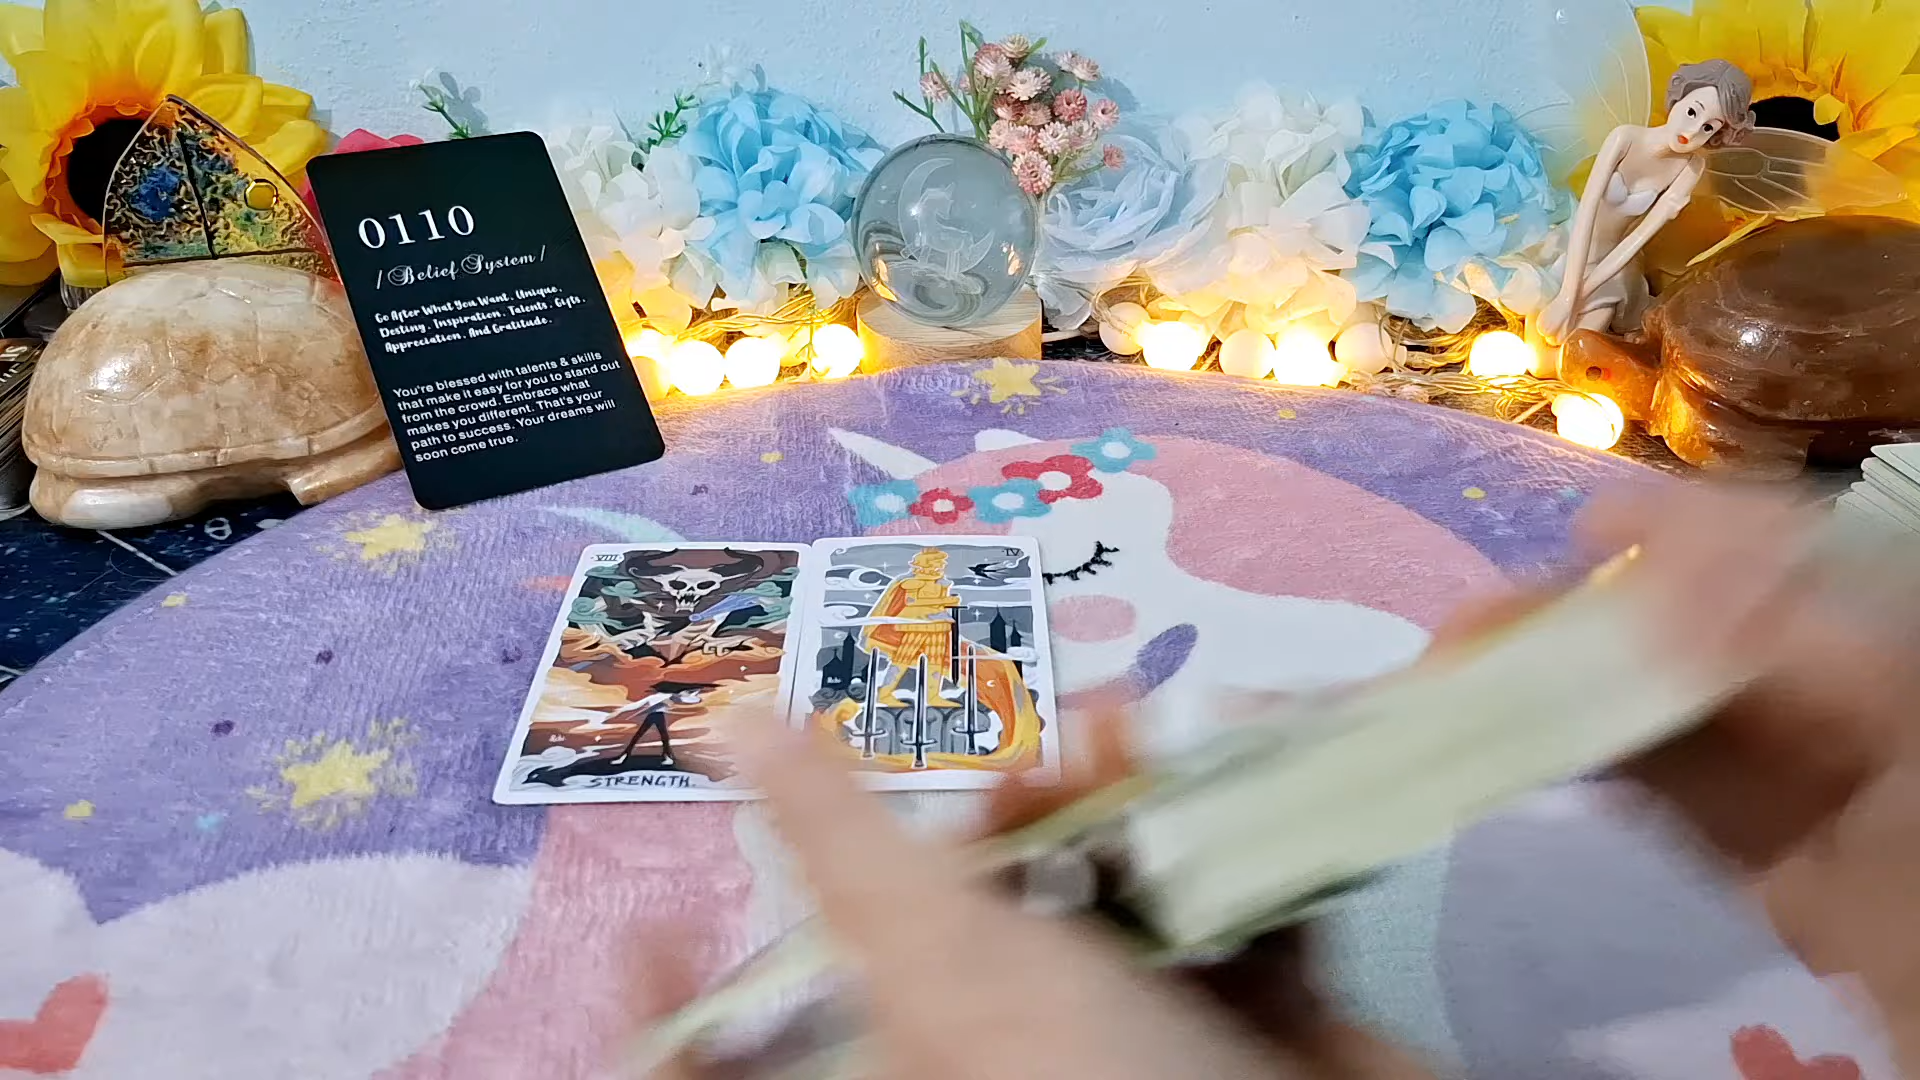 0110
/ Belief System /
Go After What You Want. Unique.
Destiny. Inspiration. Talents. Gifts.
Appreciation. And Gratitude.
You're blessed with talents & skills
that make it easy for you to stand out
from the crowd. Embrace what
makes you different. That's your
path to success. Your dreams will
soon come true.
VIII
IV
STRENGTH.